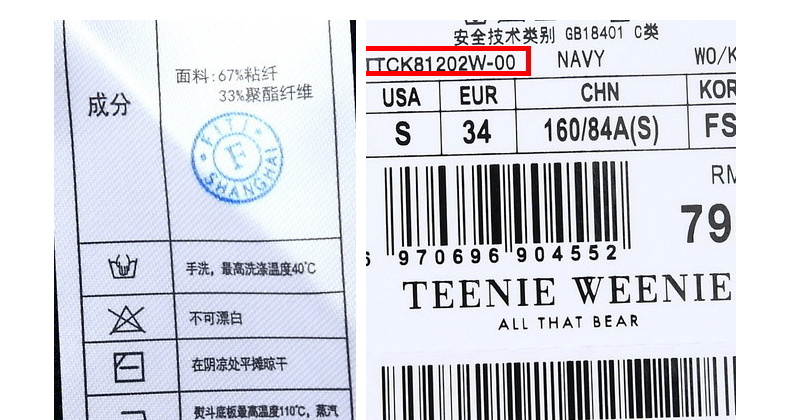 成分
面料:67%粘纤
33%聚酯纤维
FITI
F
SHANGHAI
手洗，最高洗涤温度40℃
不可漂白
在阴凉处平摊晾干
熨斗底板最高温度110℃，蒸汽
安全技术类别 GB18401 C类
TTCK81202W-00 NAVY WO/K
USA EUR CHN KOR
S 34 160/84A(S) FS
RM
79
6 970696 904552
TEENIE WEENIE
ALL THAT BEAR